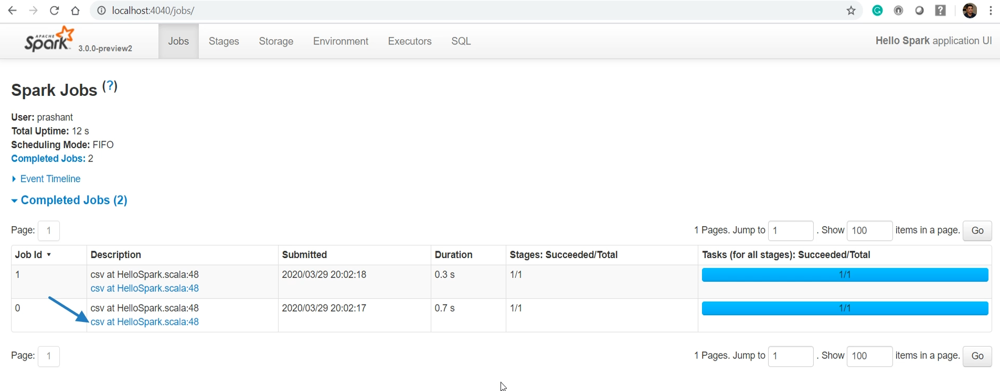 localhost:4040/jobs/
APACHE
Spark 3.0.0-preview2 Jobs Stages Storage Environment Executors SQL Hello Spark application UI
Spark Jobs (?)
User: prashant
Total Uptime: 12 s
Scheduling Mode: FIFO
Completed Jobs: 2
Event Timeline
Completed Jobs (2)
Page: 1 1 Pages. Jump to 1 . Show 100 items in a page. Go
Job Id Description Submitted Duration Stages: Succeeded/Total Tasks (for all stages): Succeeded/Total
1 csv at HelloSpark.scala:48 2020/03/29 20:02:18 0.3 s 1/1 1/1
csv at HelloSpark.scala:48
0 csv at HelloSpark.scala:48 2020/03/29 20:02:17 0.7 s 1/1 1/1
csv at HelloSpark.scala:48
Page: 1 1 Pages. Jump to 1 . Show 100 items in a page. Go